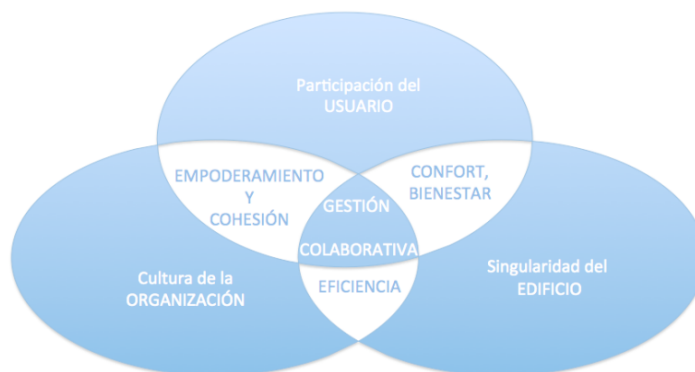 Participación del
USUARIO
EMPODERAMIENTO
Y
COHESIÓN
CONFORT,
BIENESTAR
GESTIÓN
COLABORATIVA
Cultura de la
ORGANIZACIÓN
EFICIENCIA
Singularidad del
EDIFICIO